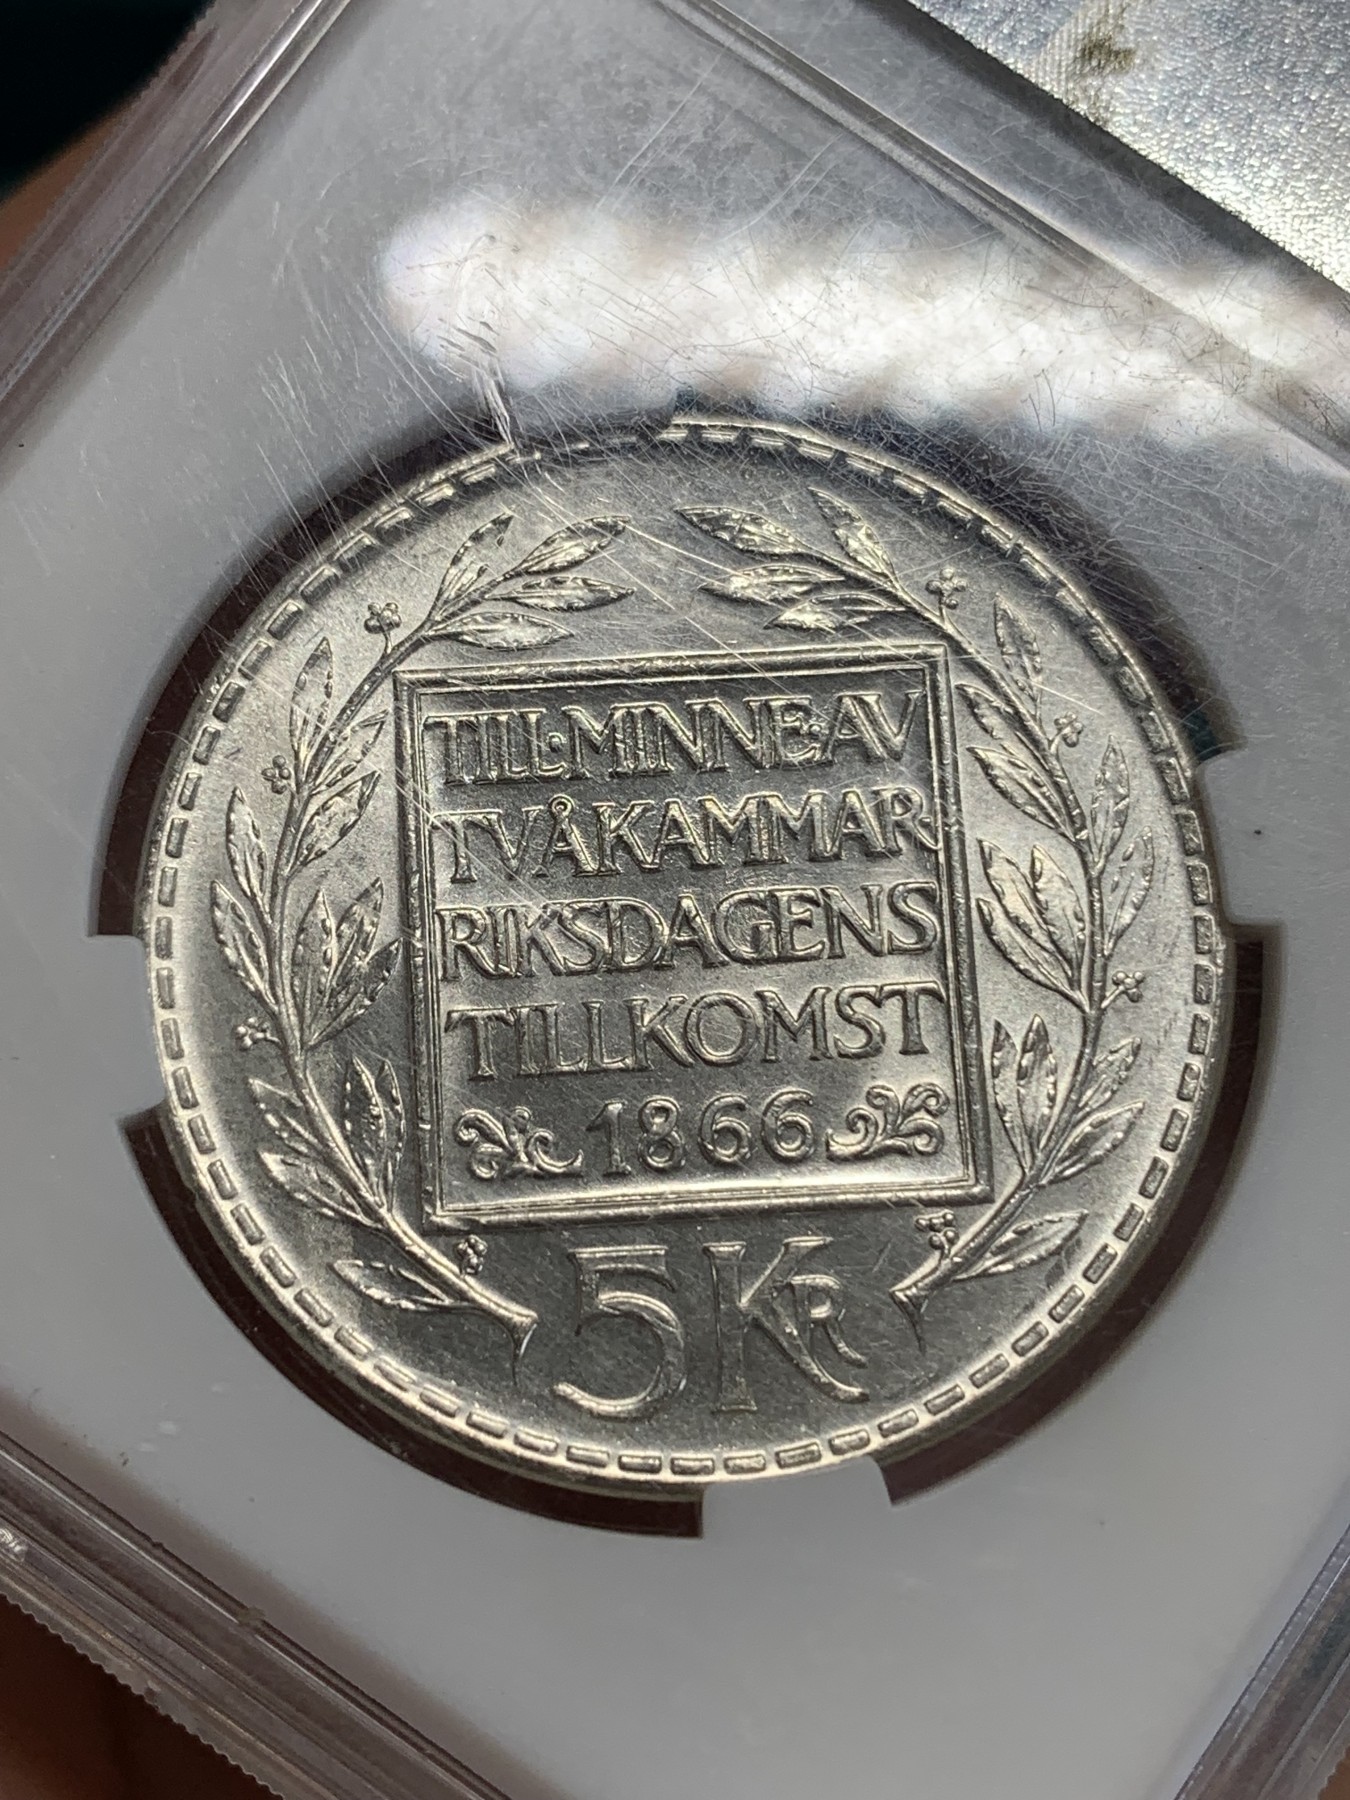 TILL·MINNE·AV
TVÅKAMMAR-
RIKSDAGENS
TILLKOMST
1866
5 KR